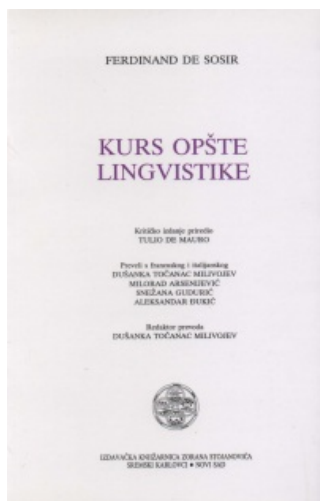 FERDINAND DE SOSIR
KURS OPŠTE
LINGVISTIKE
Kritičko izdanje priredio
TULIO DE MAURO
Preveli s francuskog i italijanskog
DUŠANKA TOČANAC MILIVOJEV
MILORAD ARSENIJEVIĆ
SNEŽANA GUDURIĆ
ALEKSANDAR ĐUKIĆ
Redaktor prevoda
DUŠANKA TOČANAC MILIVOJEV
IZDAVAČKA KNJIŽARNICA ZORANA STOJANOVIĆA
SREMSKI KARLOVCI • NOVI SAD